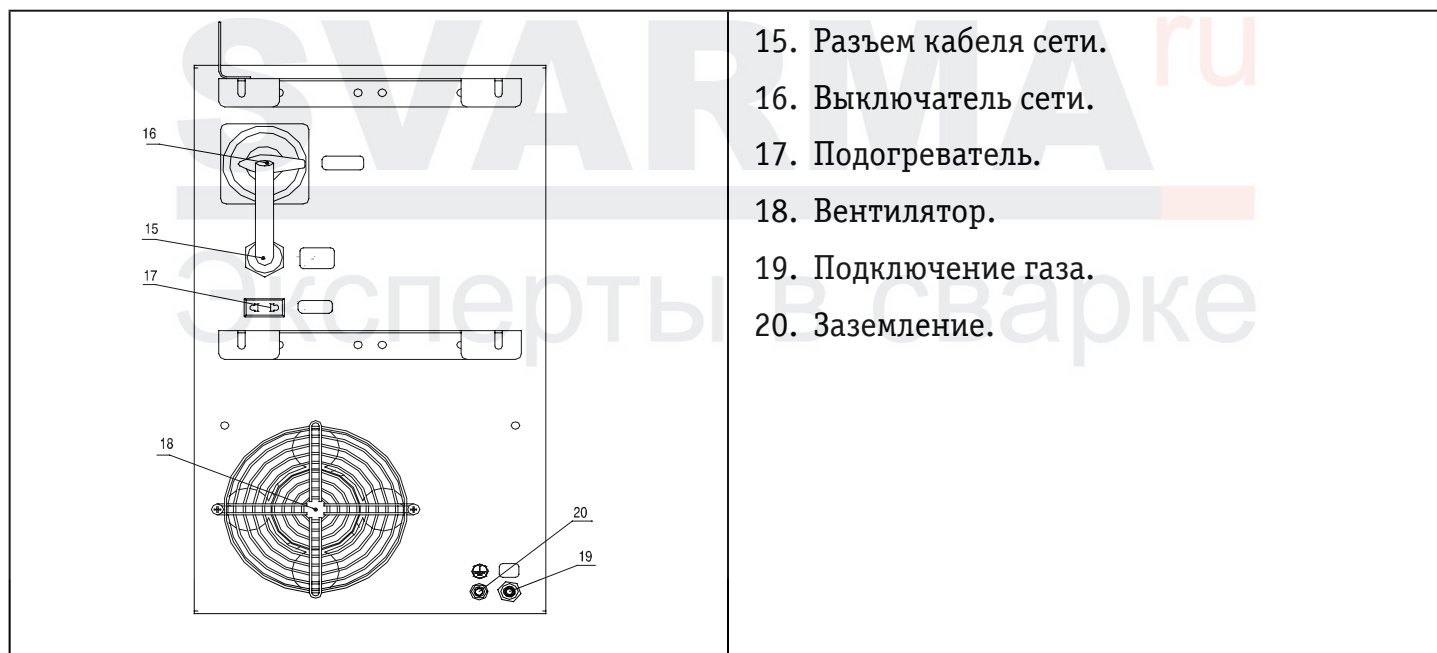 SVARMA ru
Эксперты в сварке
16
15
17
18
20
19
15. Разъем кабеля сети.
16. Выключатель сети.
17. Подогреватель.
18. Вентилятор.
19. Подключение газа.
20. Заземление.